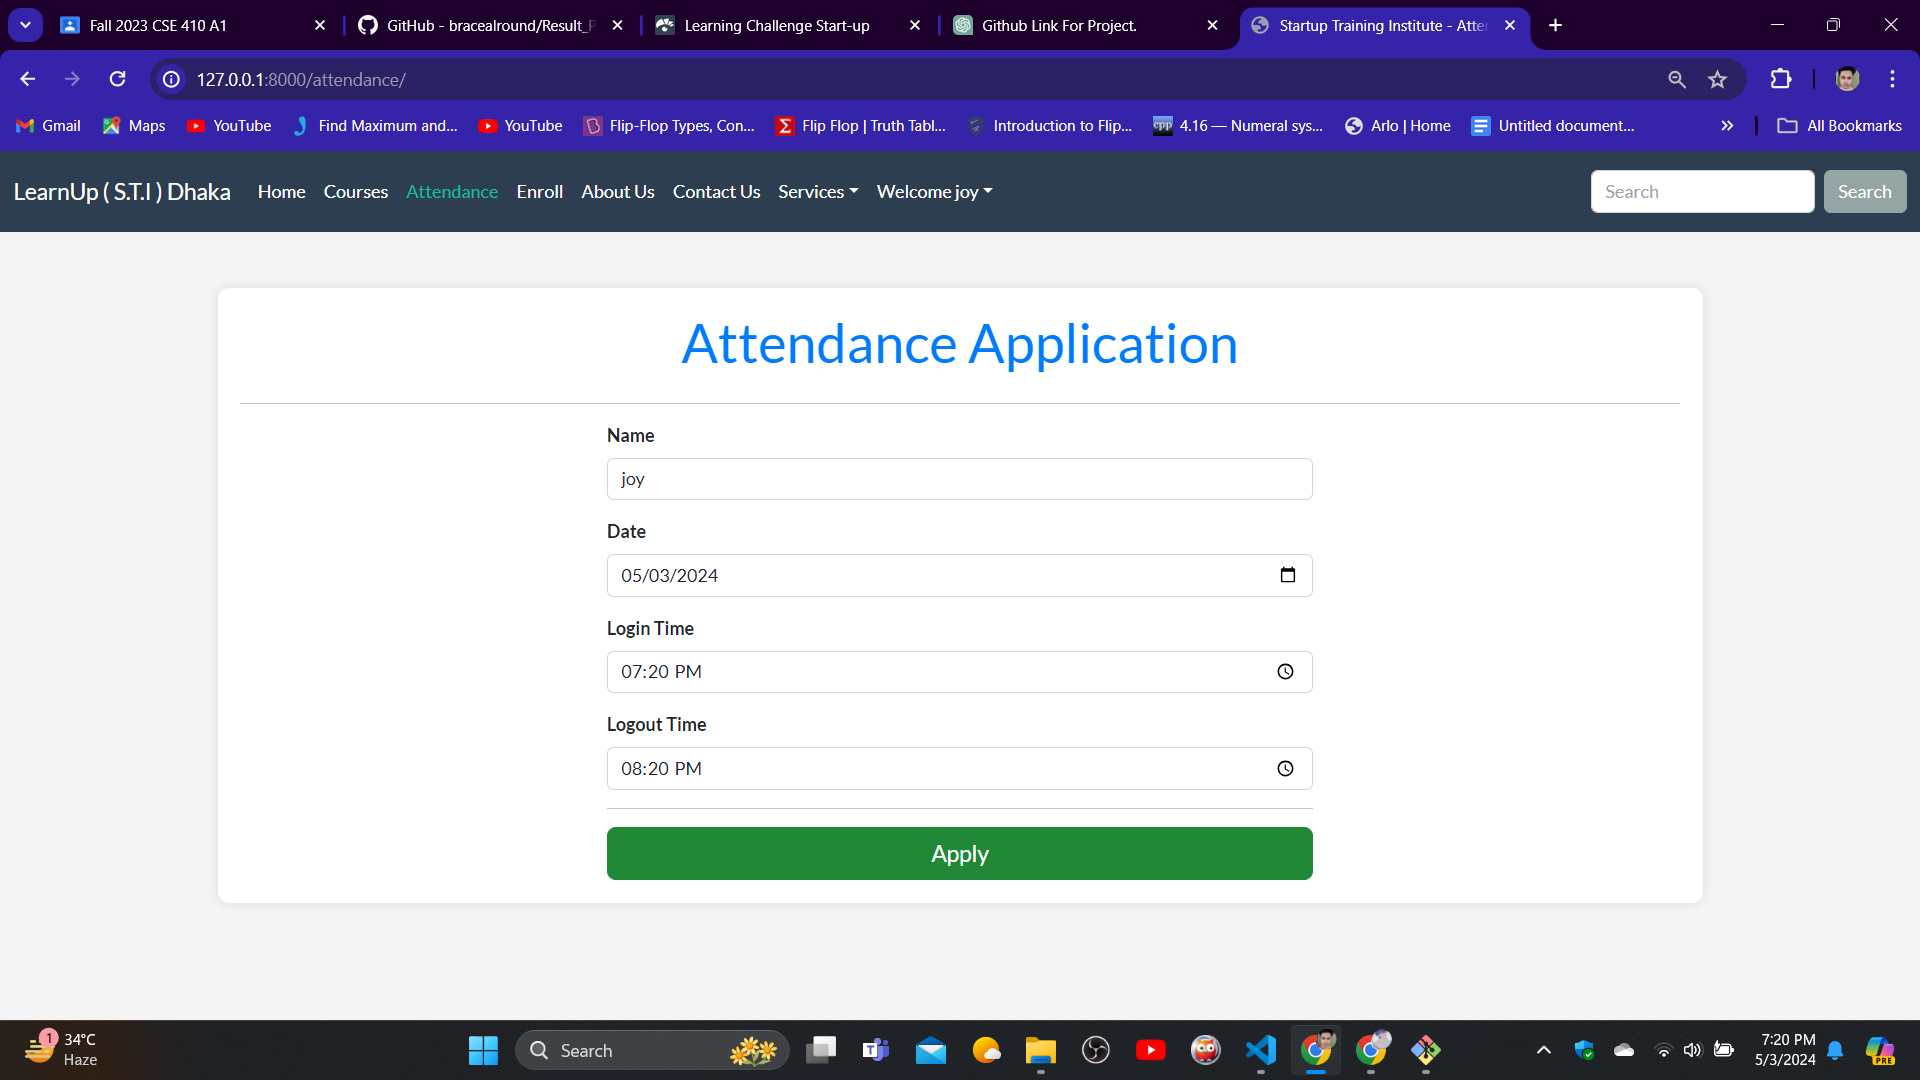 Fall 2023 CSE 410 A1
GitHub - bracealround/Result_P
Learning Challenge Start-up
Github Link For Project.
Startup Training Institute - Atter
127.0.0.1:8000/attendance/
Gmail
Maps
YouTube
Find Maximum and...
YouTube
Flip-Flop Types, Con...
Flip Flop | Truth Tabl...
Introduction to Flip...
4.16 — Numeral sys...
Arlo | Home
Untitled document...
All Bookmarks
LearnUp ( S.T.I ) Dhaka
Home
Courses
Attendance
Enroll
About Us
Contact Us
Services
Welcome joy
Search
Search
Attendance Application
Name
joy
Date
05/03/2024
Login Time
07:20 PM
Logout Time
08:20 PM
Apply
1
34°C
Haze
Search
7:20 PM
5/3/2024
PRE